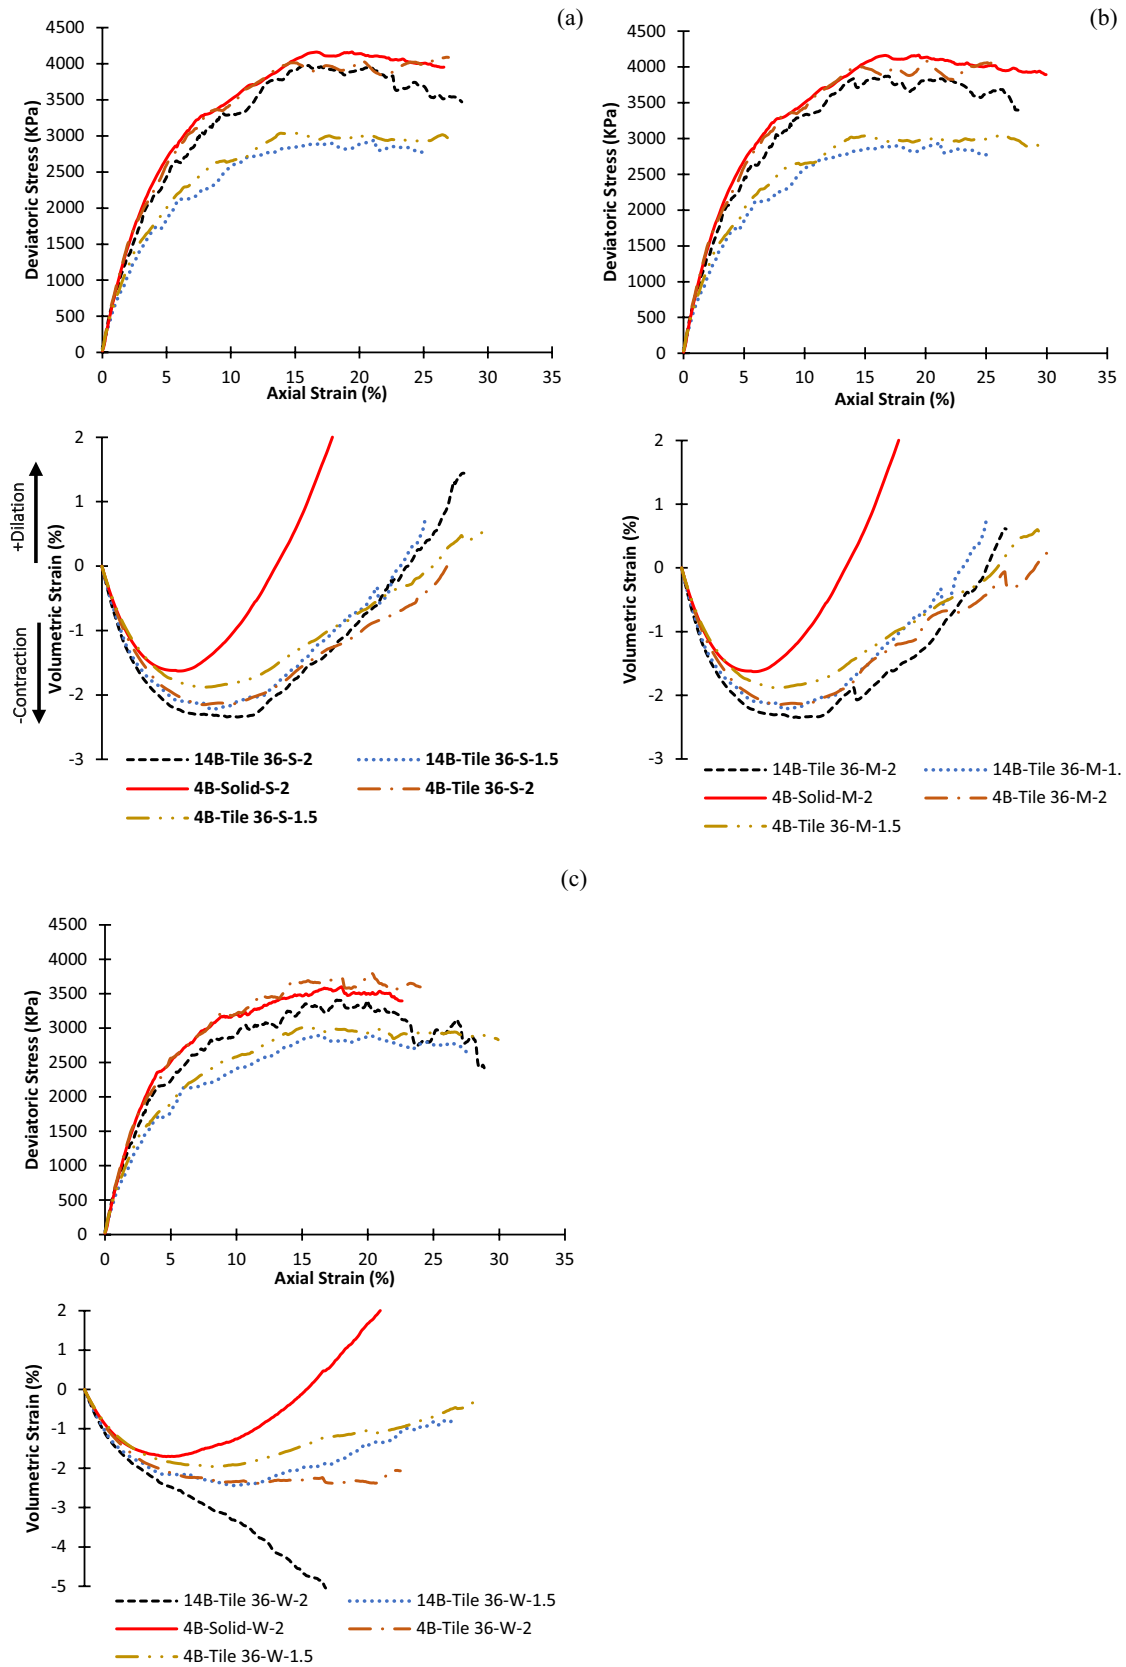 (a)
4500
4000
3500
3000
2500
2000
1500
1000
500
0
Deviatoric Stress (KPa)
0 5 10 15 20 25 30 35
Axial Strain (%)
2
1
0
-1
-2
-3
Volumetric Strain (%)
+Dilation
-Contraction
14B-Tile 36-S-2 14B-Tile 36-S-1.5
4B-Solid-S-2 4B-Tile 36-S-2
4B-Tile 36-S-1.5
(b)
4500
4000
3500
3000
2500
2000
1500
1000
500
0
Deviatoric Stress (KPa)
0 5 10 15 20 25 30 35
Axial Strain (%)
2
1
0
-1
-2
-3
Volumetric Strain (%)
14B-Tile 36-M-2 14B-Tile 36-M-1.
4B-Solid-M-2 4B-Tile 36-M-2
4B-Tile 36-M-1.5
(c)
4500
4000
3500
3000
2500
2000
1500
1000
500
0
Deviatoric Stress (KPa)
0 5 10 15 20 25 30 35
Axial Strain (%)
2
1
0
-1
-2
-3
-4
-5
Volumetric Strain (%)
14B-Tile 36-W-2 14B-Tile 36-W-1.5
4B-Solid-W-2 4B-Tile 36-W-2
4B-Tile 36-W-1.5